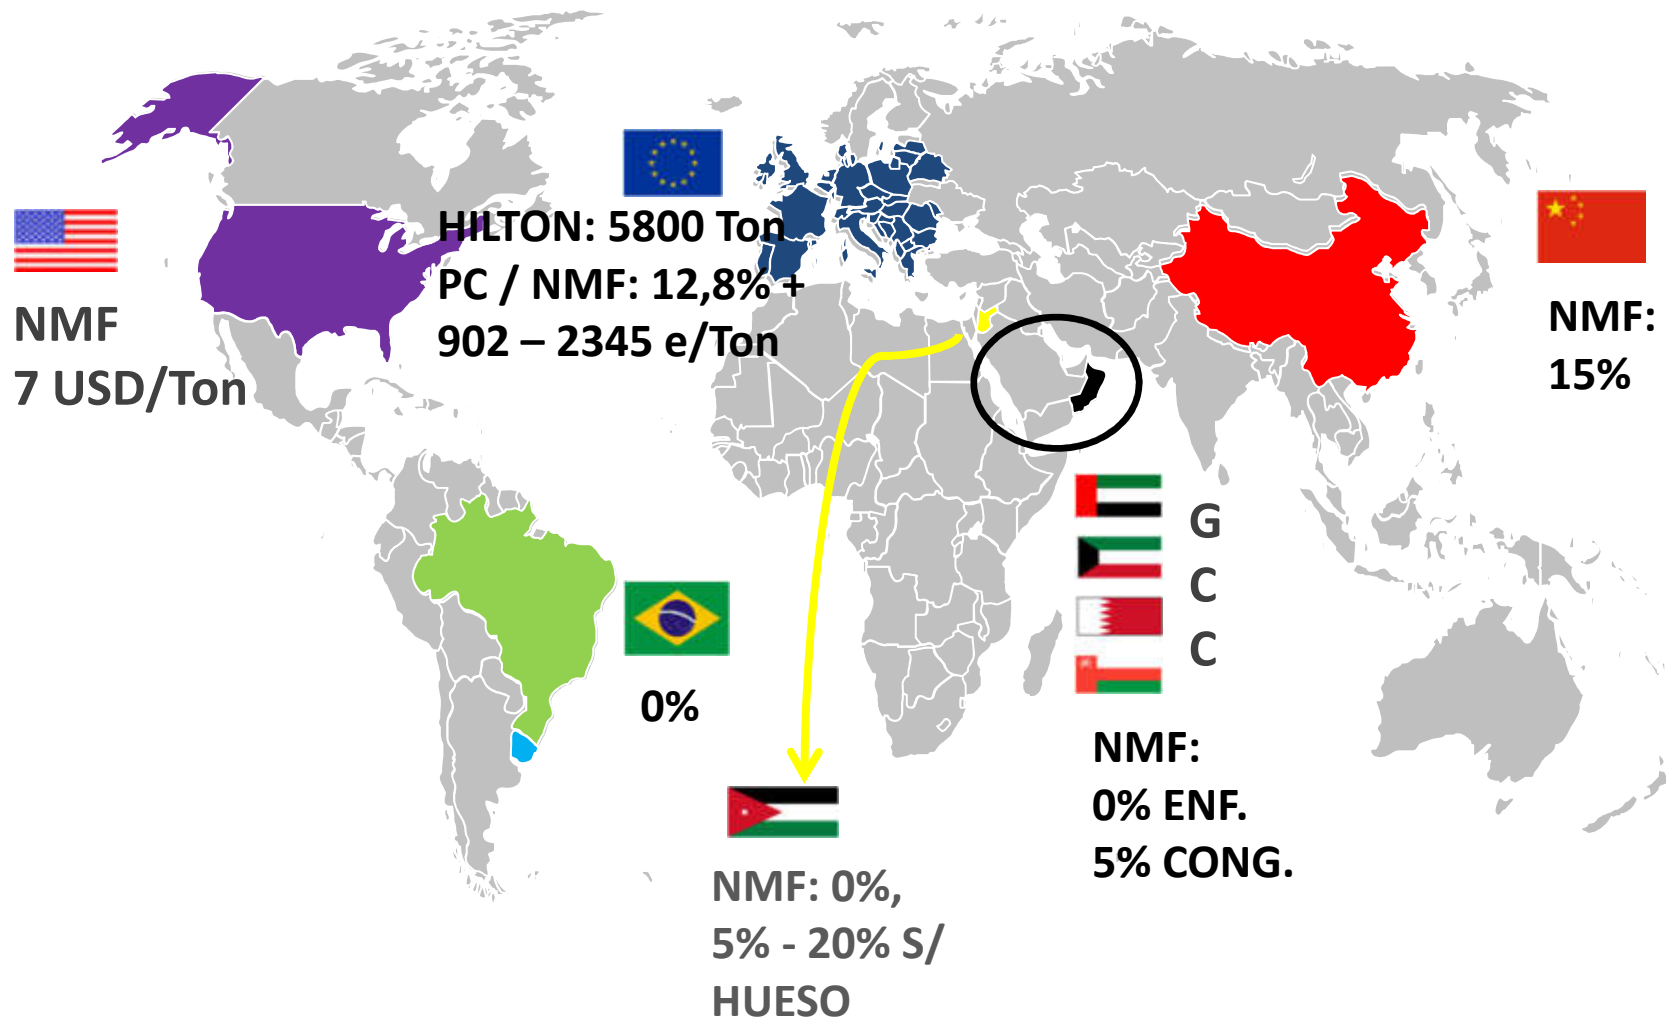 NMF
7 USD/Ton
HILTON: 5800 Ton
PC / NMF: 12,8% +
902 – 2345 e/Ton
NMF:
15%
0%
G
C
C
NMF:
0% ENF.
5% CONG.
NMF: 0%,
5% - 20% S/
HUESO